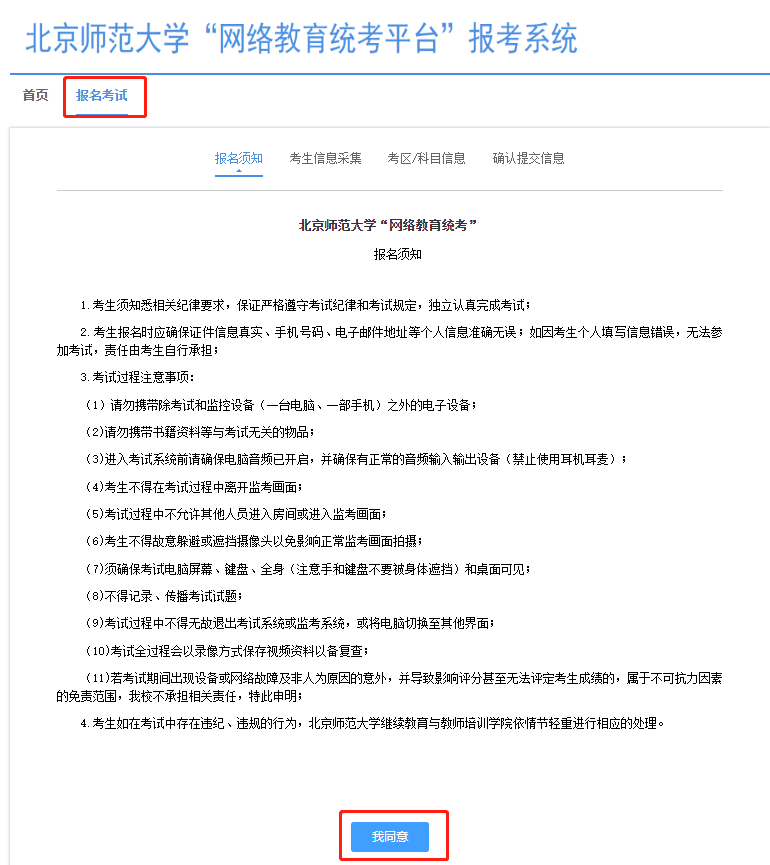 北京师范大学“网络教育统考平台”报考系统
首页 报名考试
报名须知 考生信息采集 考区/科目信息 确认提交信息
北京师范大学“网络教育统考”
报名须知
1.考生须知悉相关纪律要求，保证严格遵守考试纪律和考试规定，独立认真完成考试；
2.考生报名时应确保证件信息真实、手机号码、电子邮件地址等个人信息准确无误；如因考生个人填写信息错误，无法参
加考试，责任由考生自行承担；
3.考试过程注意事项：
（1）请勿携带除考试和监控设备（一台电脑、一部手机）之外的电子设备；
(2)请勿携带书籍资料等与考试无关的物品；
(3)进入考试系统前请确保电脑音频已开启，并确保有正常的音频输入输出设备（禁止使用耳机耳麦）；
(4)考生不得在考试过程中离开监考画面；
(5)考试过程中不允许其他人员进入房间或进入监考画面；
(6)考生不得故意躲避或遮挡摄像头以免影响正常监考画面拍摄；
(7)须确保考试电脑屏幕、键盘、全身（注意手和键盘不要被身体遮挡）和桌面可见；
(8)不得记录、传播考试试题；
(9)考试过程中不得无故退出考试系统或监考系统，或将电脑切换至其他界面；
(10)考试全过程会以录像方式保存视频资料以备复查；
(11)若考试期间出现设备或网络故障及非人为原因的意外，并导致影响评分甚至无法评定考生成绩的，属于不可抗力因素
的免责范围，我校不承担相关责任，特此申明；
4.考生如在考试中存在违纪、违规的行为，北京师范大学继续教育与教师培训学院依情节轻重进行相应的处理。
我同意